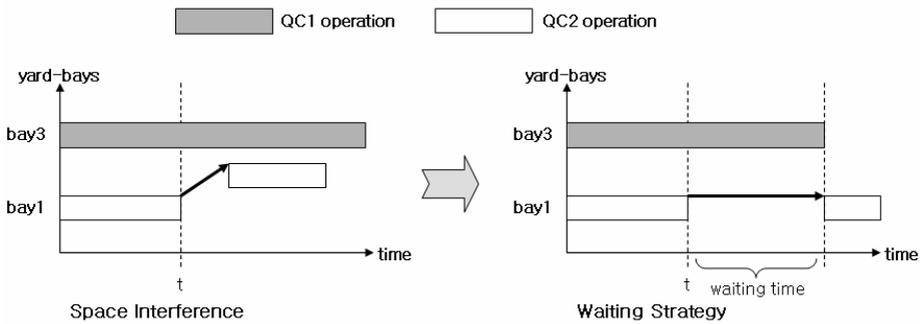 QC1 operation
QC2 operation
yard-bays
bay3
bay1
time
t
Space Interference
yard-bays
bay3
bay1
time
t
waiting time
Waiting Strategy